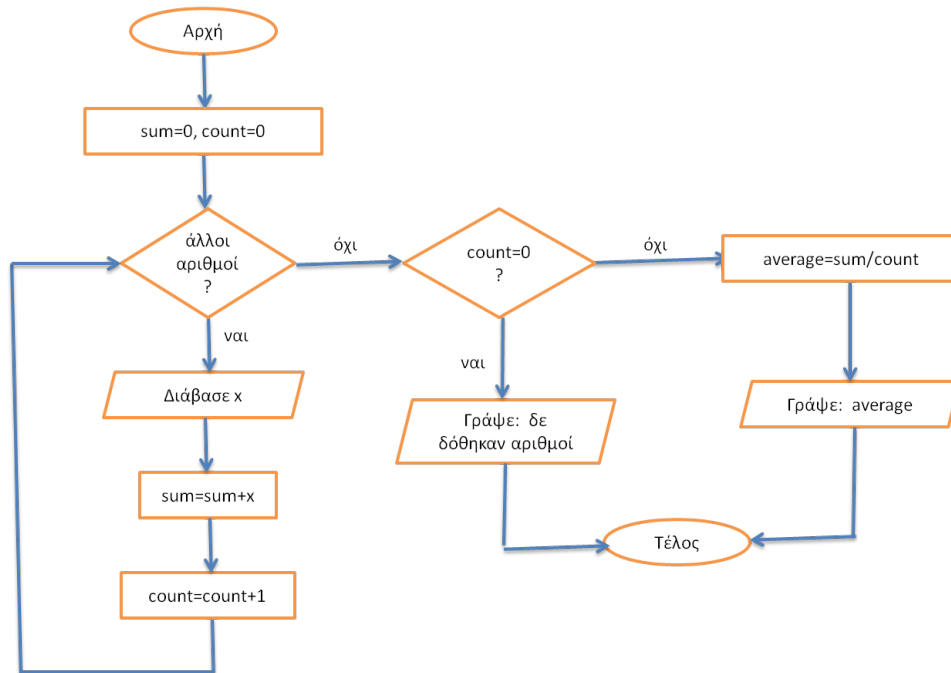 Αρχή
sum=0, count=0
άλλοι
αριθμοί
?
όχι
ναι
Διάβασε x
sum=sum+x
count=count+1
count=0
?
όχι
ναι
Γράψε: δε
δόθηκαν αριθμοί
average=sum/count
Γράψε: average
Τέλος